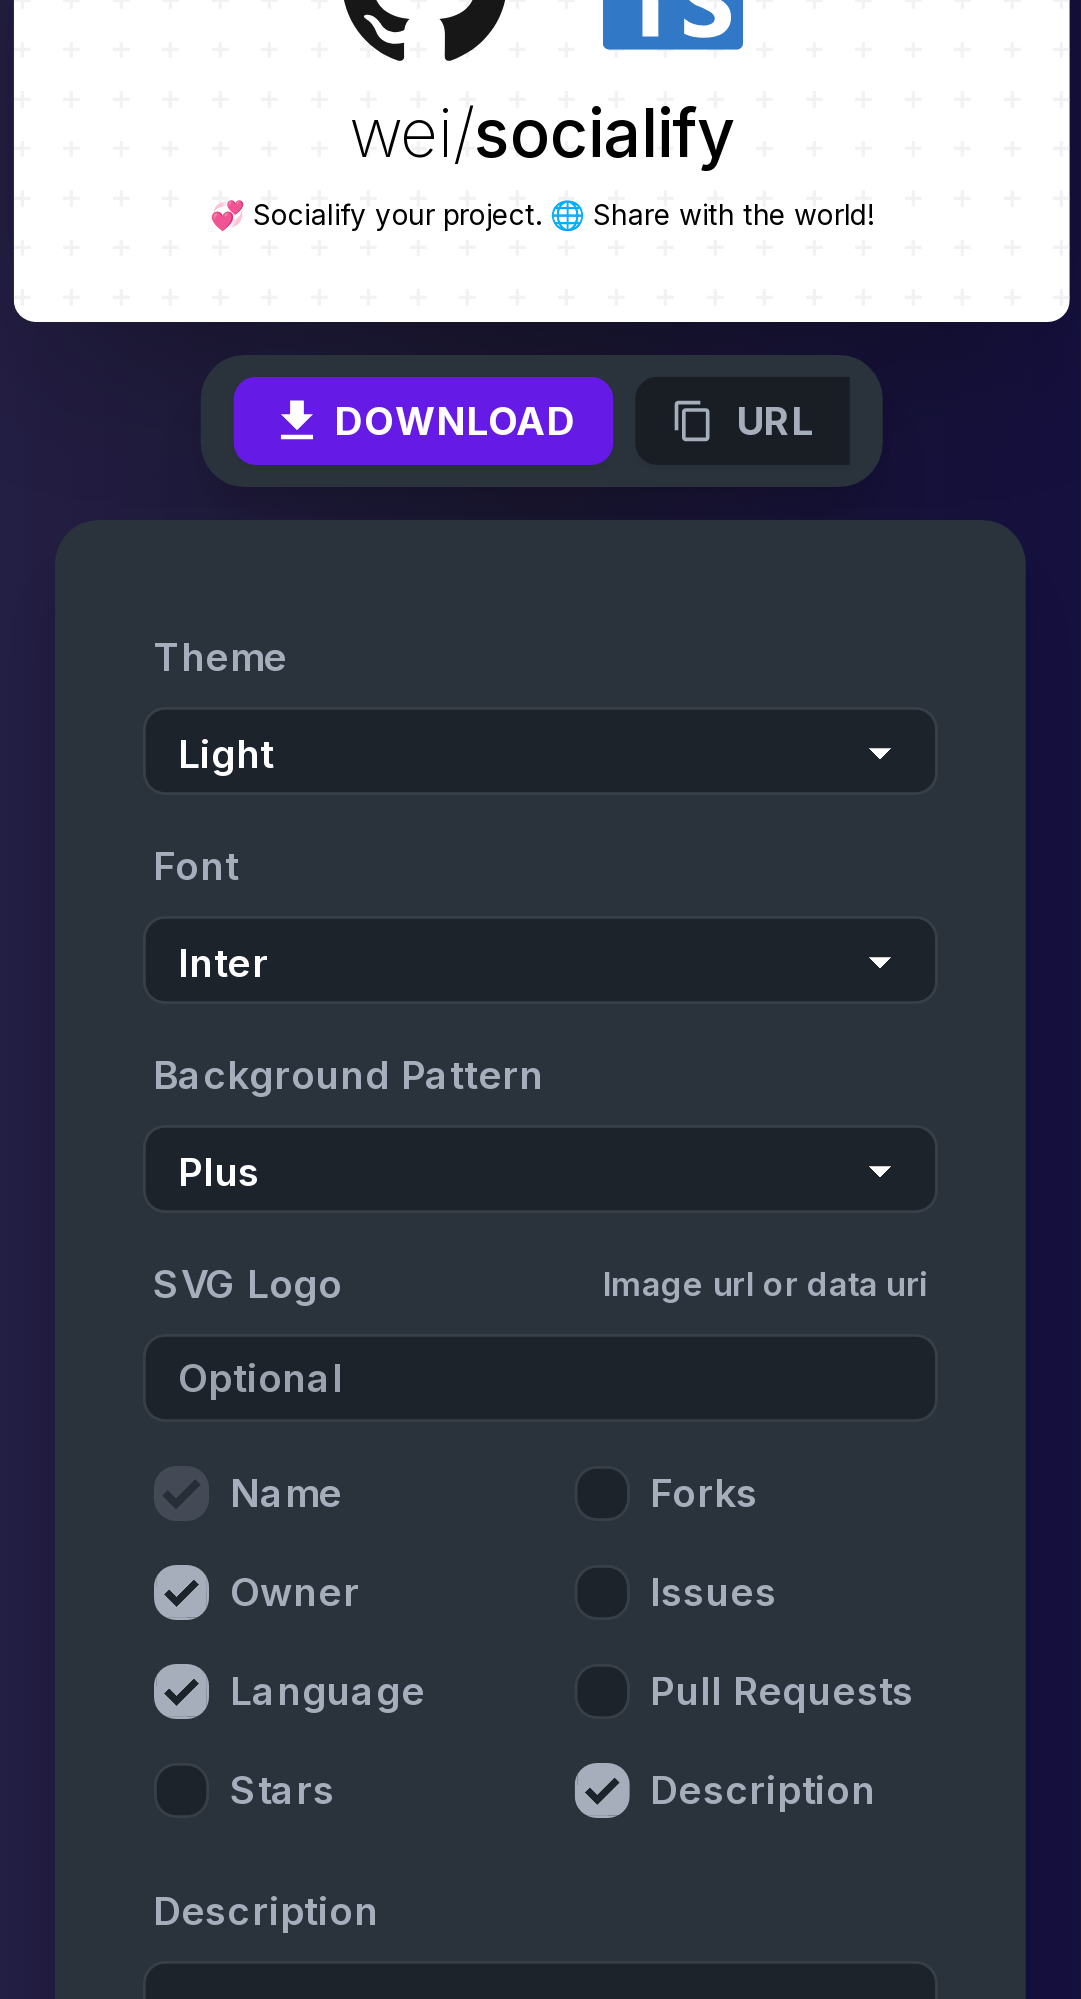 TS
wei/socialify
💞 Socialify your project. 🌐 Share with the world!
DOWNLOAD
URL
Theme
Light
Font
Inter
Background Pattern
Plus
SVG Logo Image url or data uri
Optional
Name Forks
Owner Issues
Language Pull Requests
Stars Description
Description